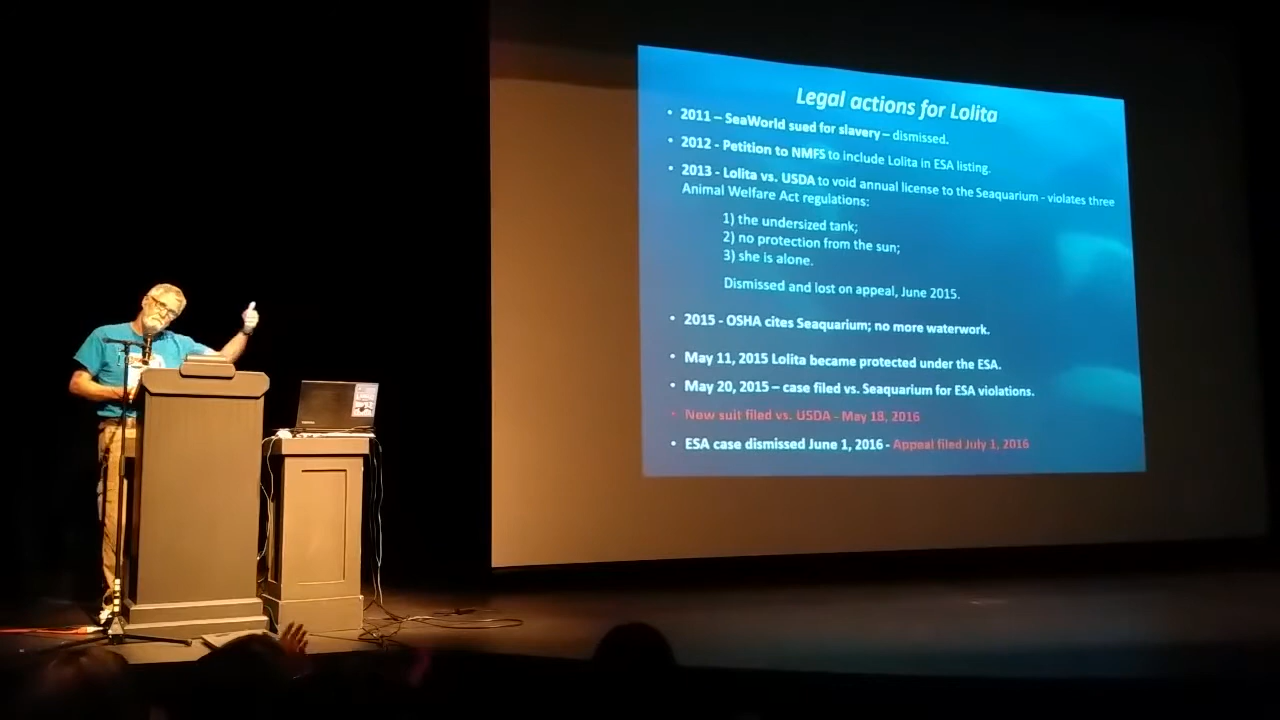 Legal actions for Lolita
• 2011 – SeaWorld sued for slavery – dismissed.
• 2012 - Petition to NMFS to include Lolita in ESA listing.
• 2013 - Lolita vs. USDA to void annual license to the Seaquarium - violates three
Animal Welfare Act regulations:
1) the undersized tank;
2) no protection from the sun;
3) she is alone.
Dismissed and lost on appeal, June 2015.
• 2015 - OSHA cites Seaquarium; no more waterwork.
• May 11, 2015 Lolita became protected under the ESA.
• May 20, 2015 – case filed vs. Seaquarium for ESA violations.
• New suit filed vs. USDA - May 18, 2016
• ESA case dismissed June 1, 2016 - Appeal filed July 1, 2016